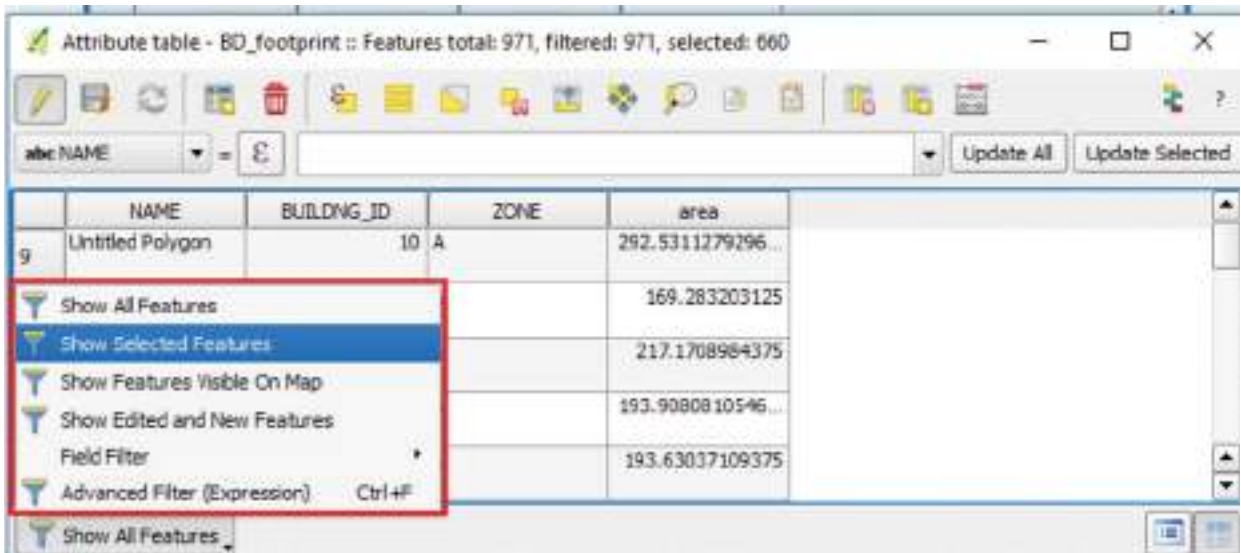 Attribute table - BD_footprint :: Features total: 971, filtered: 971, selected: 660
abc NAME = ε Update All Update Selected
NAME BUILDNG_ID ZONE area
9 Untitled Polygon 10 A 292.5311279296...
Show All Features 169.283203125
Show Selected Features 217.1708984375
Show Features Visible On Map
Show Edited and New Features 193.9080810546...
Field Filter 193.63037109375
Advanced Filter (Expression) Ctrl+F
Show All Features